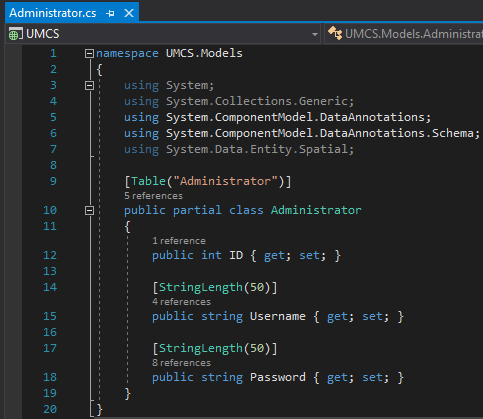 Administrator.cs
UMCS UMCS.Models.Administra
1 namespace UMCS.Models
2 {
3 using System;
4 using System.Collections.Generic;
5 using System.ComponentModel.DataAnnotations;
6 using System.ComponentModel.DataAnnotations.Schema;
7 using System.Data.Entity.Spatial;
8
9 [Table("Administrator")]
5 references
10 public partial class Administrator
11 {
1 reference
12 public int ID { get; set; }
13
14 [StringLength(50)]
4 references
15 public string Username { get; set; }
16
17 [StringLength(50)]
8 references
18 public string Password { get; set; }
19 }
20 }